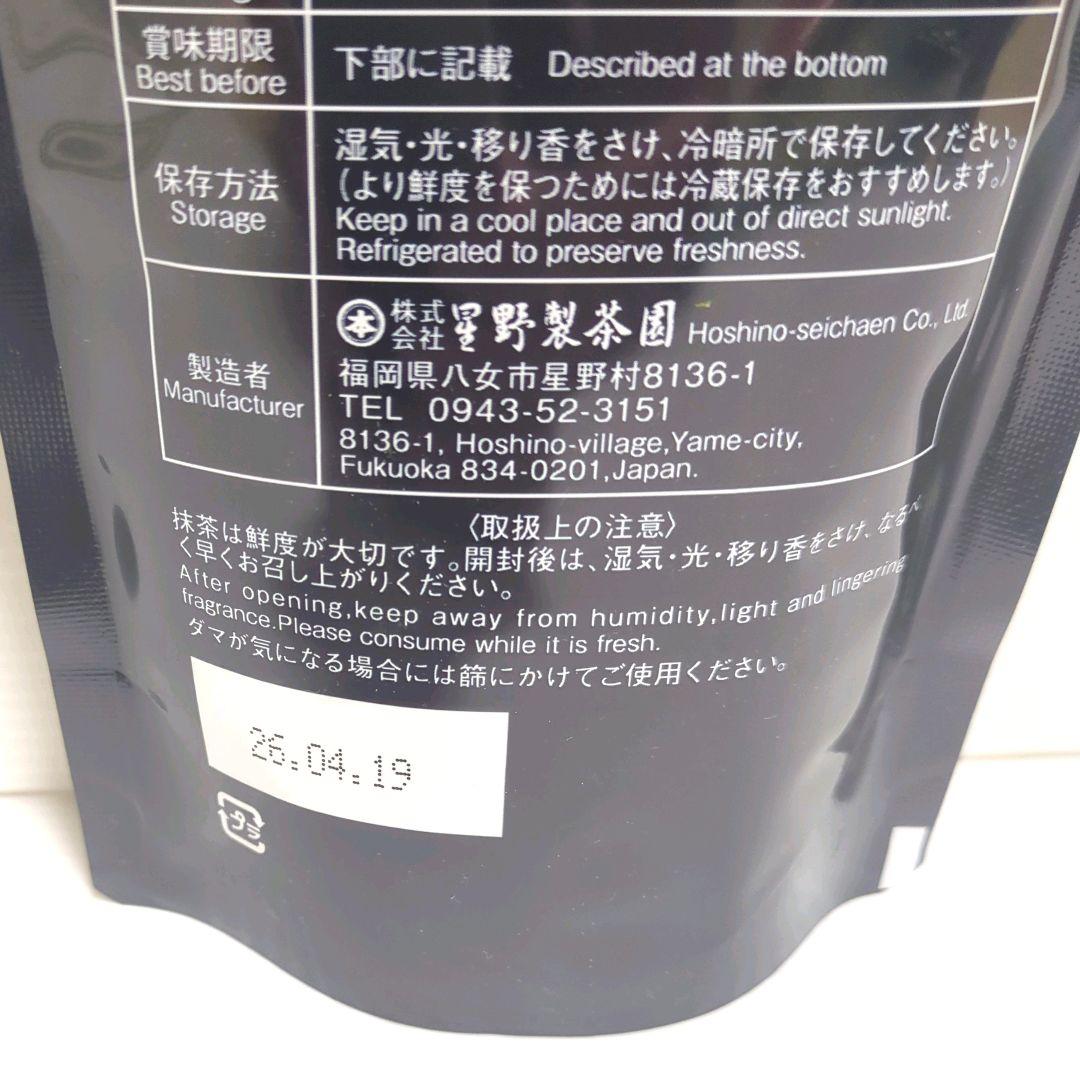 賞味期限
Best before
下部に記載 Described at the bottom
保存方法
Storage
湿気・光・移り香をさけ、冷暗所で保存してください。
(より鮮度を保つためには冷蔵保存をおすすめします。)
Keep in a cool place and out of direct sunlight.
Refrigerated to preserve freshness.
製造者
Manufacturer
本 株式会社 星野製茶園 Hoshino-seichaen Co., Ltd.
福岡県八女市星野村8136-1
TEL 0943-52-3151
8136-1, Hoshino-village,Yame-city,
Fukuoka 834-0201,Japan.
〈取扱上の注意〉
抹茶は鮮度が大切です。開封後は、湿気・光・移り香をさけ、なるべ
く早くお召し上がりください。
After opening,keep away from humidity,light and lingering
fragrance.Please consume while it is fresh.
ダマが気になる場合には篩にかけてご使用ください。
26.04.19
プラ